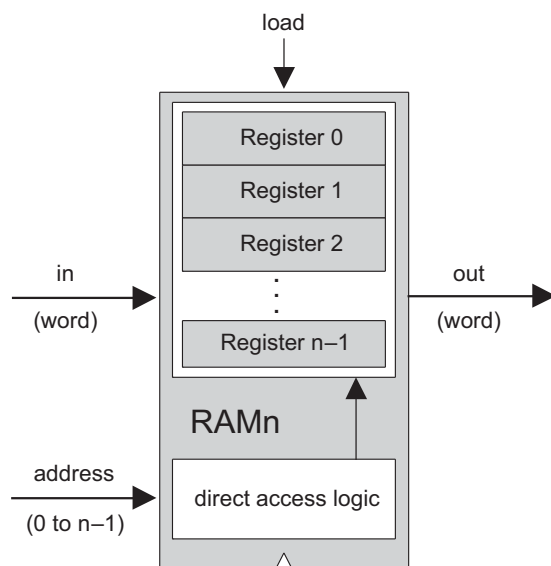 load
Register 0
Register 1
Register 2
in
(word)
out
(word)
Register n–1
RAMn
address
(0 to n–1)
direct access logic